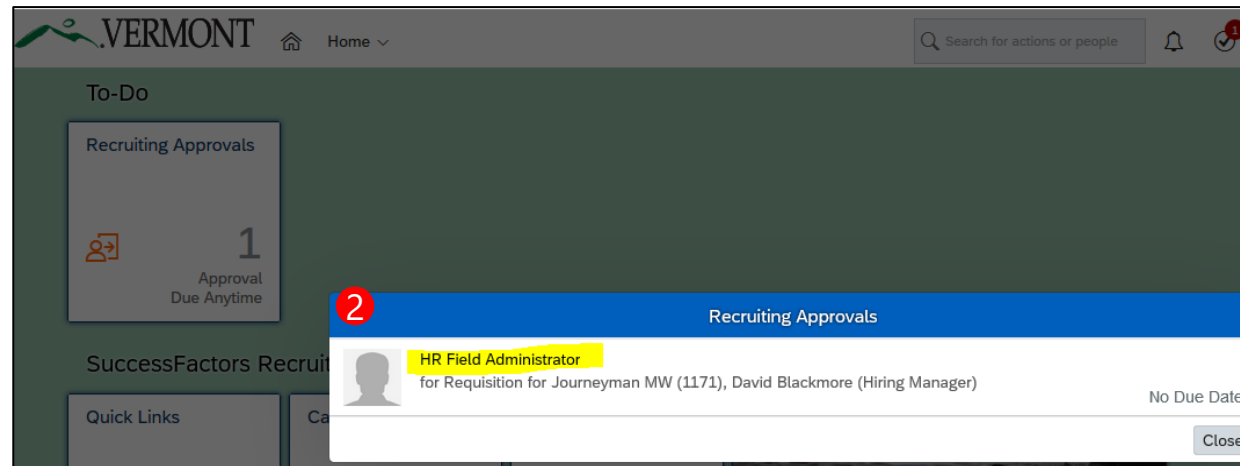 VERMONT
Home
Search for actions or people
1
To-Do
Recruiting Approvals
1
Approval
Due Anytime
2
Recruiting Approvals
HR Field Administrator
for Requisition for Journeyman MW (1171), David Blackmore (Hiring Manager)
No Due Date
Close
SuccessFactors Recruit
Quick Links
Ca